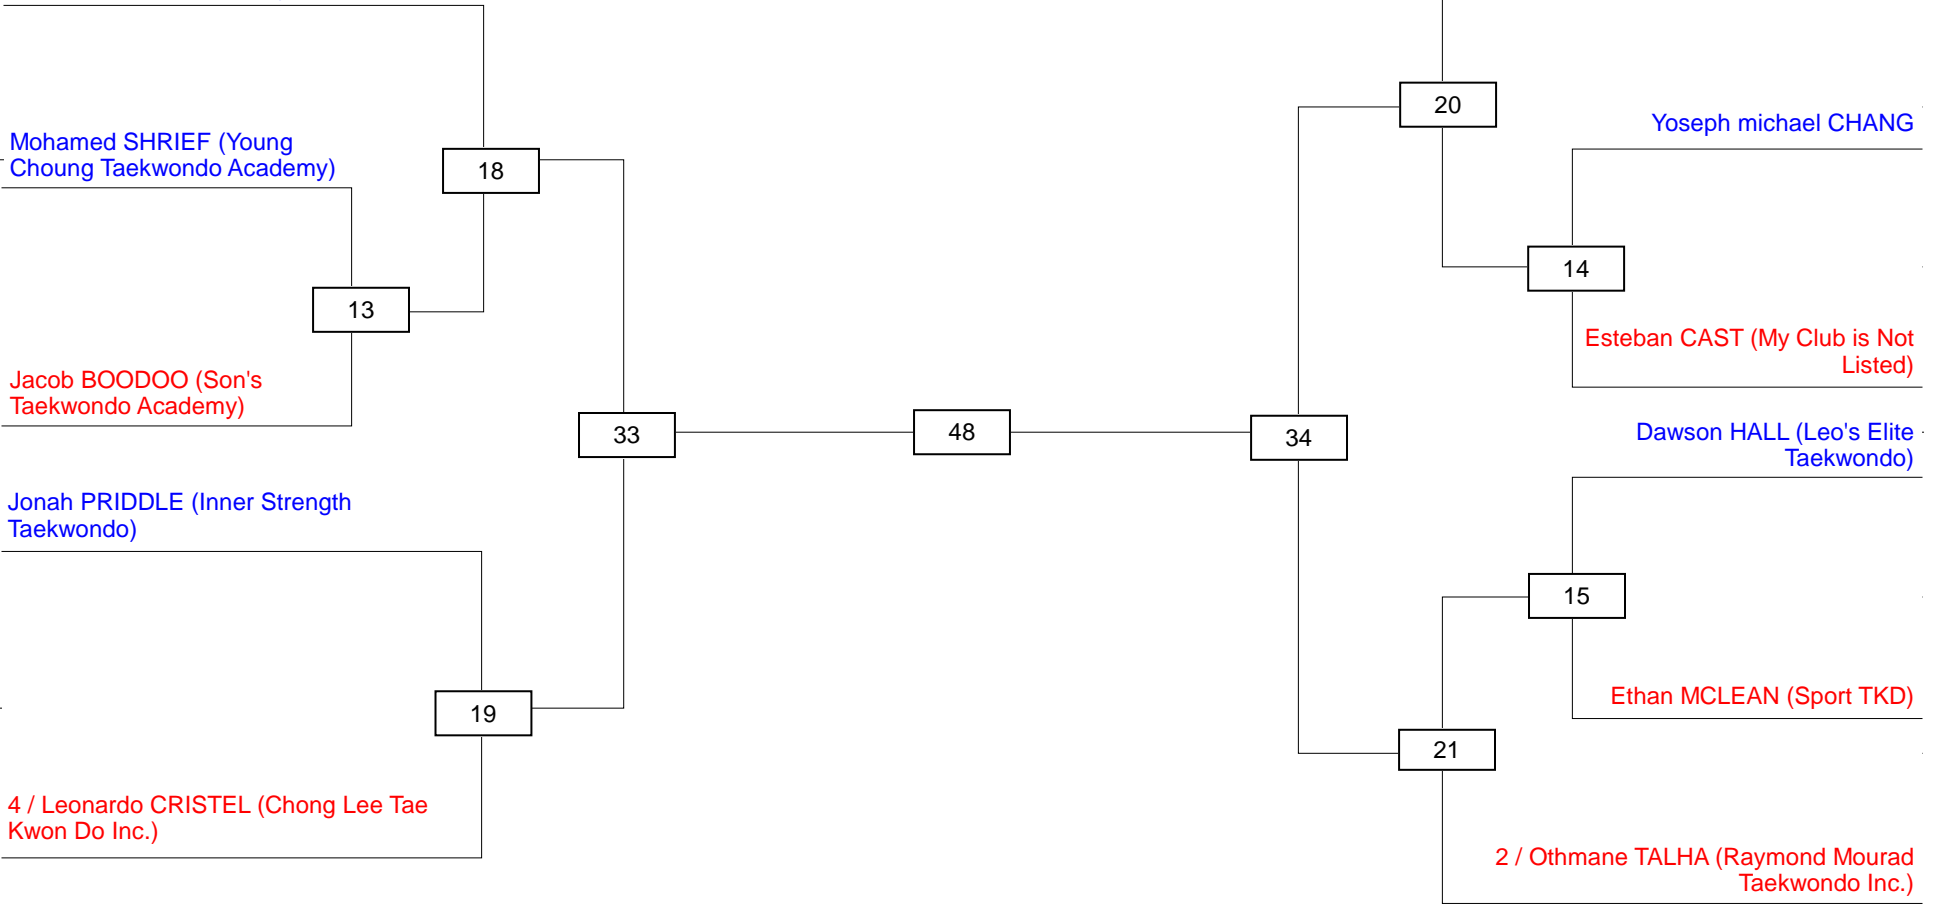 20
Mohamed SHRIEF (Young
Choung Taekwondo Academy)
Yoseph michael CHANG
18
14
13
Esteban CAST (My Club is Not
Listed)
Jacob BOODOO (Son's
Taekwondo Academy)
33
48
34
Dawson HALL (Leo's Elite
Taekwondo)
Jonah PRIDDLE (Inner Strength
Taekwondo)
15
Ethan MCLEAN (Sport TKD)
19
21
4 / Leonardo CRISTEL (Chong Lee Tae
Kwon Do Inc.)
2 / Othmane TALHA (Raymond Mourad
Taekwondo Inc.)